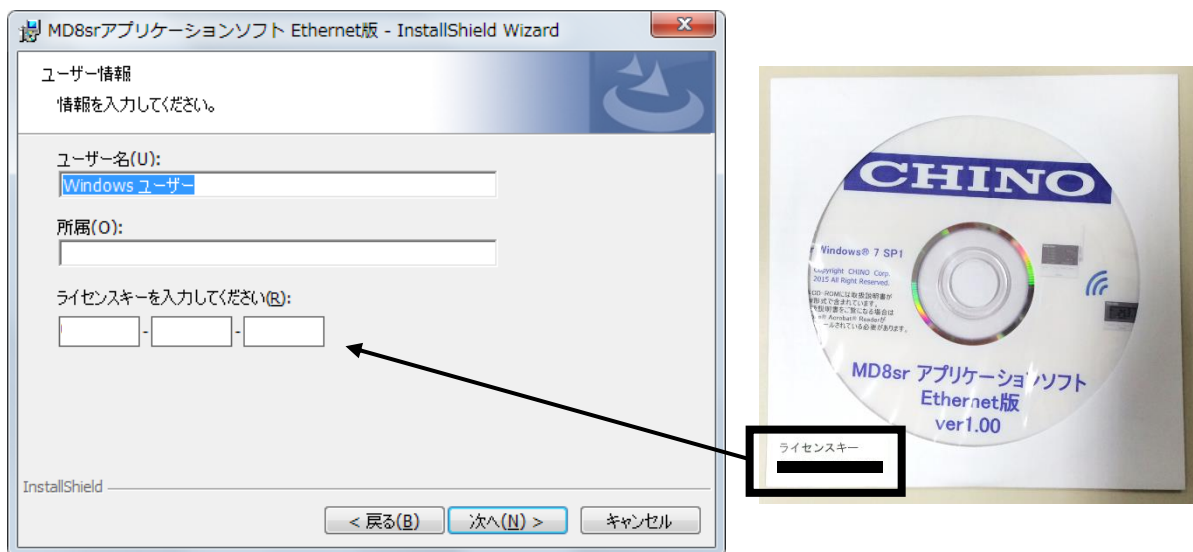 MD8srアプリケーションソフト Ethernet版 - InstallShield Wizard
ユーザー情報
情報を入力してください。
ユーザー名(U):
Windows ユーザー
所属(O):
ライセンスキーを入力してください(R):
-
-
InstallShield
< 戻る(B)
次へ(N) >
キャンセル
CHINO
Windows® 7 SP1
Copyright CHINO Corp.
2015 All Right Reserved.
MD8sr アプリケーションソフト
Ethernet版
ver1.00
ライセンスキー